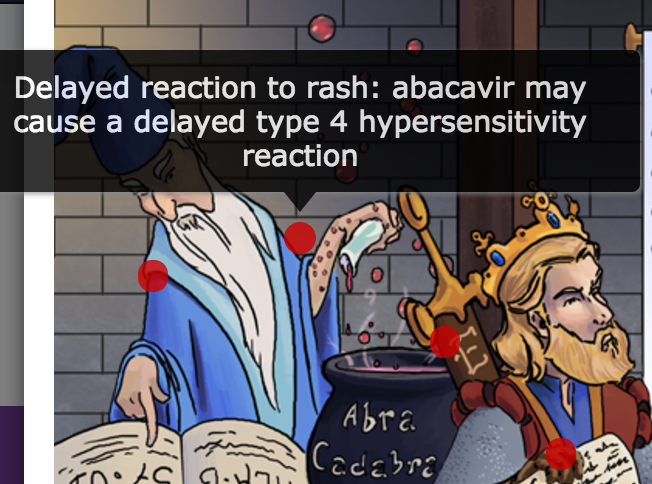 Delayed reaction to rash: abacavir may
cause a delayed type 4 hypersensitivity
reaction
Abra
Cadabra